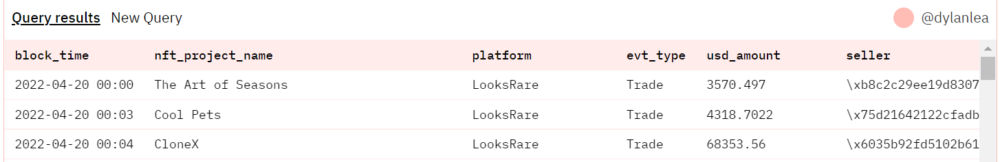 Query results New Query @dylanlea
block_time nft_project_name platform evt_type usd_amount seller
2022-04-20 00:00 The Art of Seasons LooksRare Trade 3570.497 \xb8c2c29ee19d8307
2022-04-20 00:03 Cool Pets LooksRare Trade 4318.7022 \x75d21642122cfadb
2022-04-20 00:04 CloneX LooksRare Trade 68353.56 \x6035b92fd5102b61